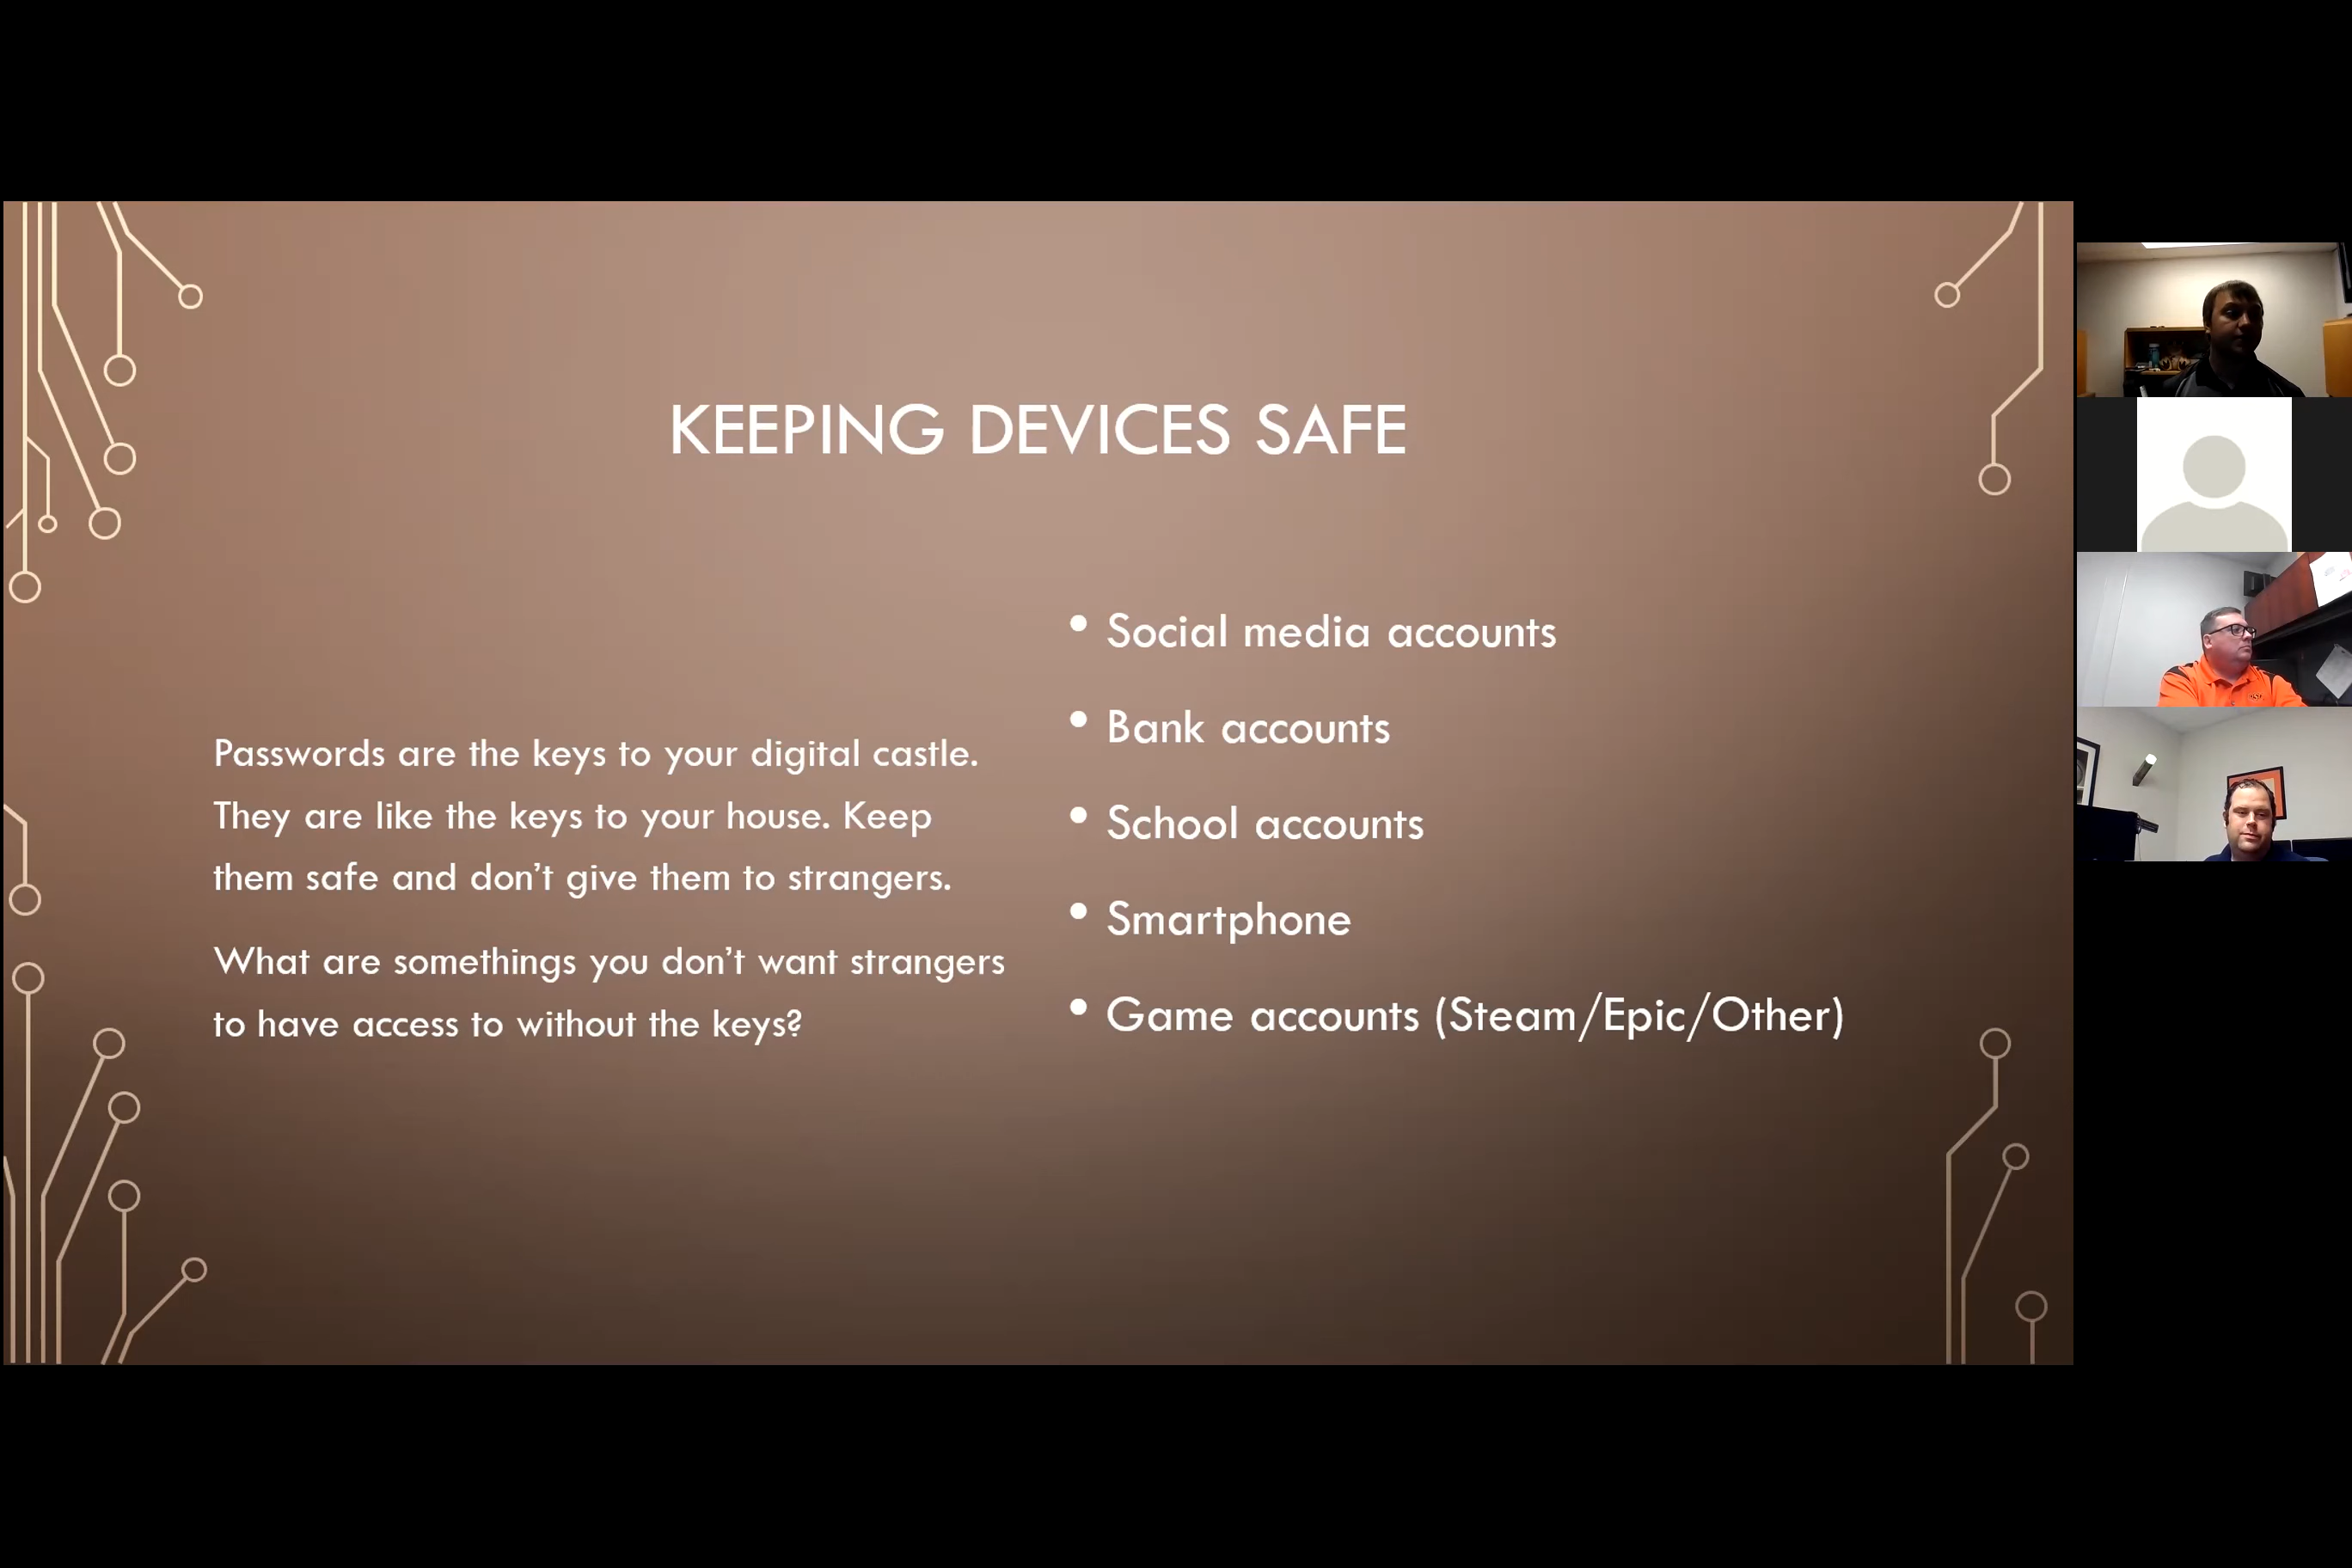 KEEPING DEVICES SAFE
Passwords are the keys to your digital castle.
They are like the keys to your house. Keep
them safe and don't give them to strangers.
What are somethings you don't want strangers
to have access to without the keys?
• Social media accounts
• Bank accounts
• School accounts
• Smartphone
• Game accounts (Steam/Epic/Other)